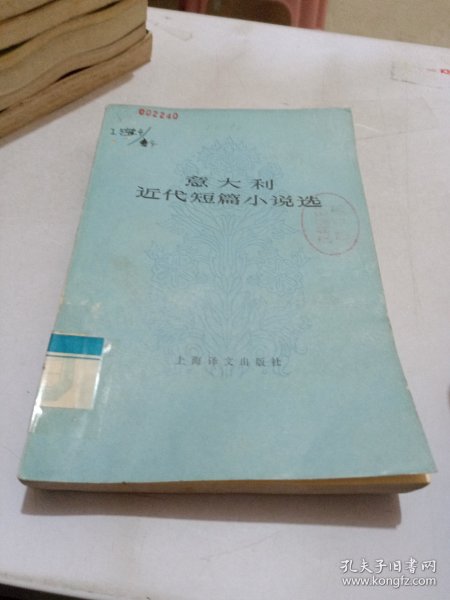 002240
意大利
近代短篇小说选
上海译文出版社
孔夫子旧书网
www.kongfz.com